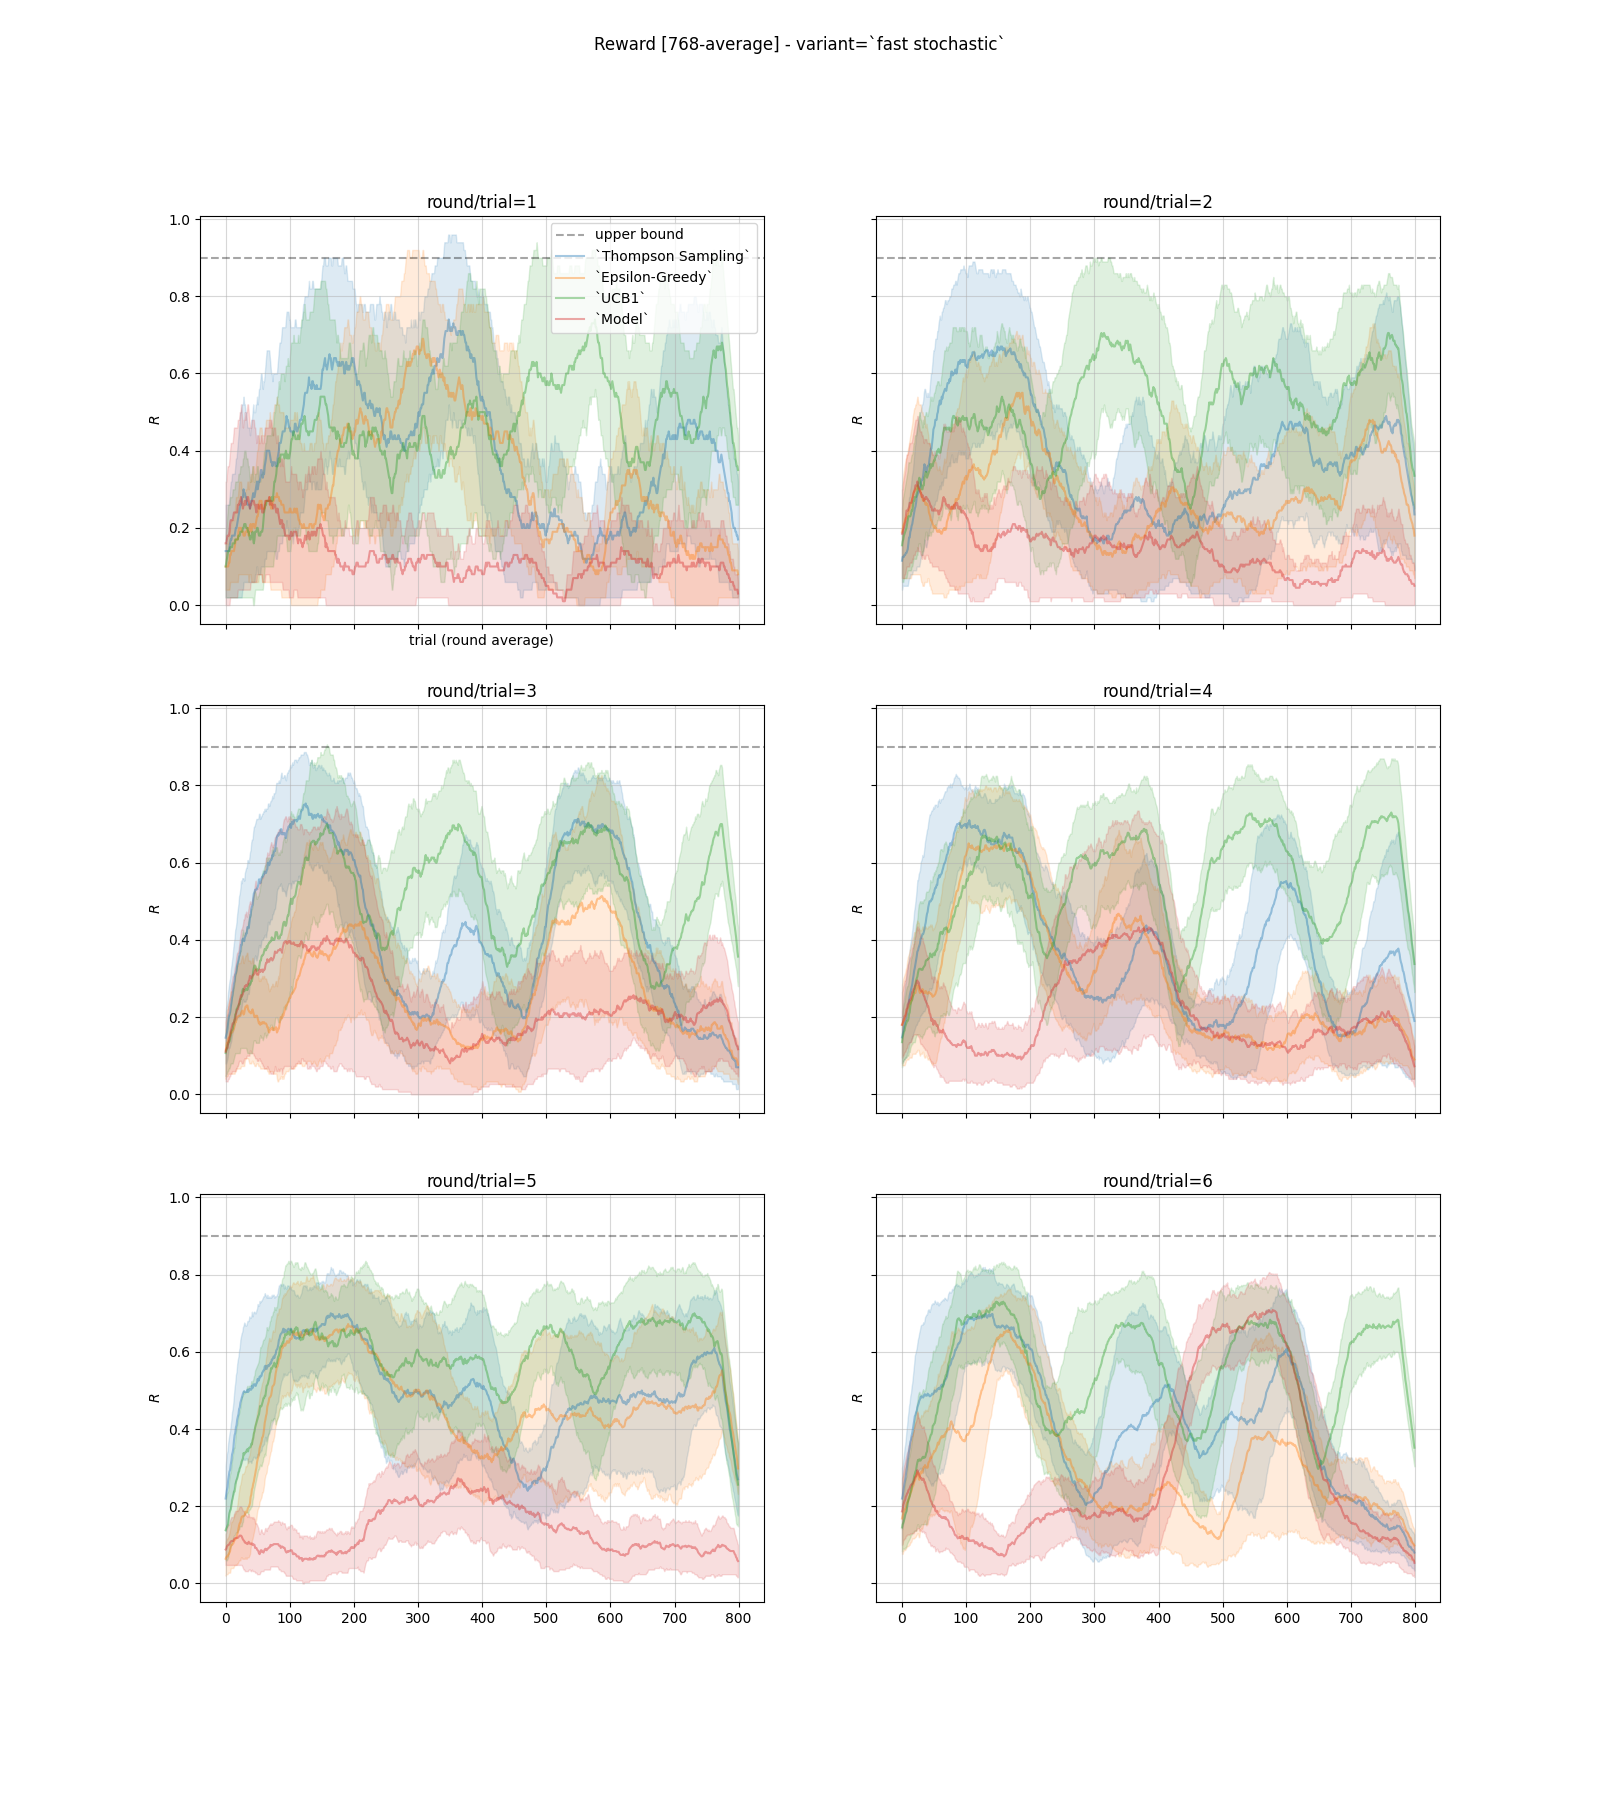 Reward [768-average] - variant=`fast stochastic`
round/trial=1
1.0
0.8
0.6
0.4
0.2
0.0
R
upper bound
`Thompson Sampling`
`Epsilon-Greedy`
`UCB1`
`Model`
trial (round average)
round/trial=2
R
round/trial=3
1.0
0.8
0.6
0.4
0.2
0.0
R
round/trial=4
R
round/trial=5
1.0
0.8
0.6
0.4
0.2
0.0
R
0 100 200 300 400 500 600 700 800
round/trial=6
R
0 100 200 300 400 500 600 700 800